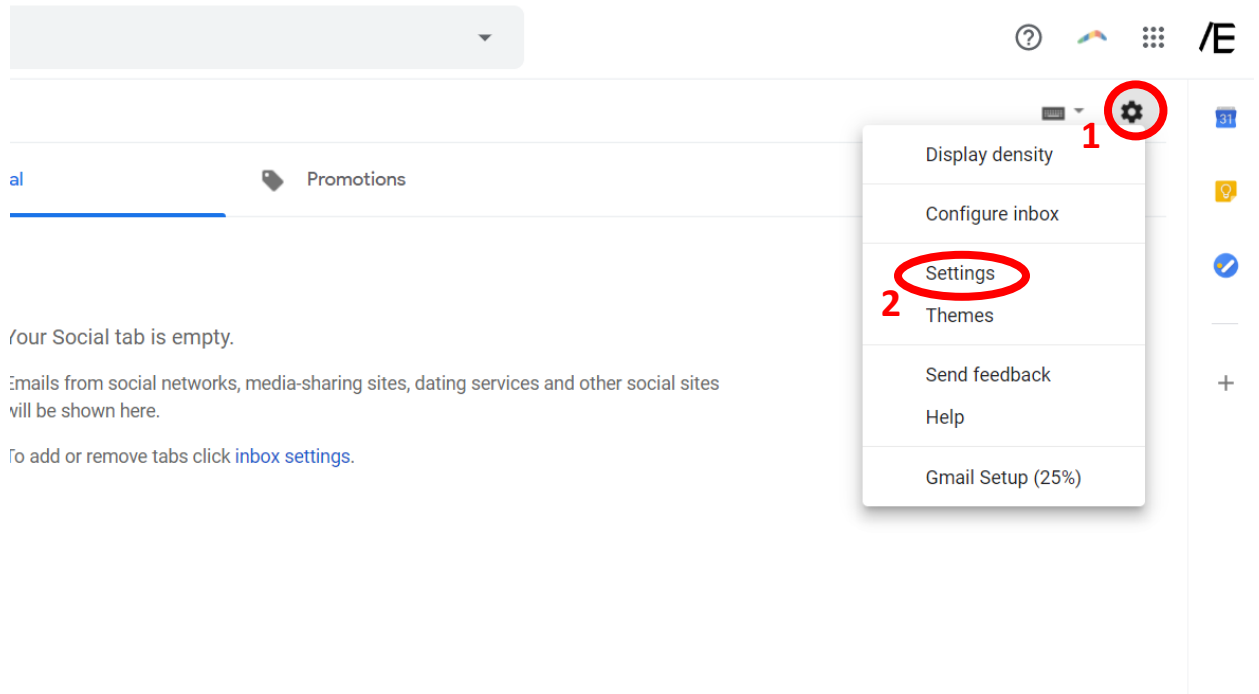 /E
1
31
Display density
al
Promotions
Configure inbox
Settings
2
Themes
Your Social tab is empty.
Emails from social networks, media-sharing sites, dating services and other social sites
will be shown here.
To add or remove tabs click inbox settings.
Send feedback
Help
Gmail Setup (25%)